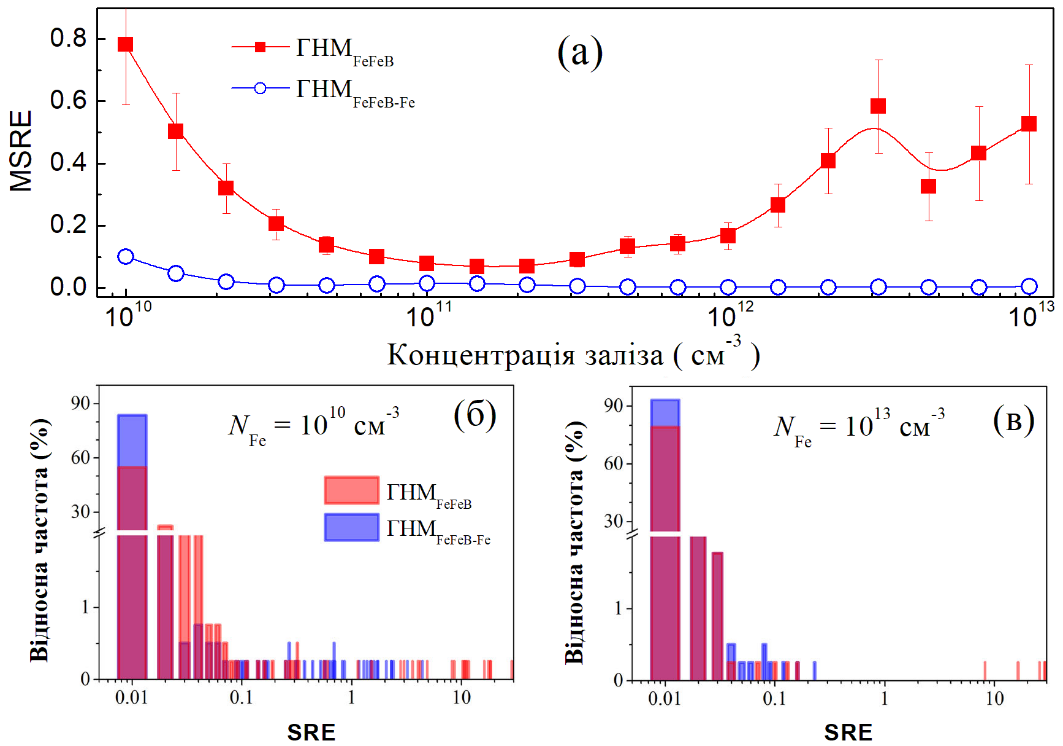 (а)
ГНМFeFeB
ГНМFeFeB-Fe
MSRE
0.8
0.6
0.4
0.2
0.0
10^10 10^11 10^12 10^13
Концентрація заліза ( см^-3 )
(б)
N_Fe = 10^10 см^-3
ГНМFeFeB
ГНМFeFeB-Fe
Відносна частота (%)
90
60
30
1
0
0.01 0.1 1 10
SRE
(в)
N_Fe = 10^13 см^-3
Відносна частота (%)
90
60
30
1
0
0.01 0.1 1 10
SRE